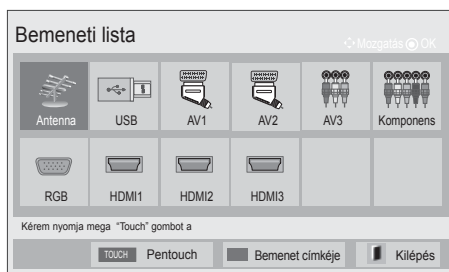 Bemeneti lista
Mozgatás OK
Antenna USB AV1 AV2 AV3 Komponens
RGB HDMI1 HDMI2 HDMI3
Kérem nyomja mega “Touch” gombot a
TOUCH Pentouch Bemenet címkéje Kilépés